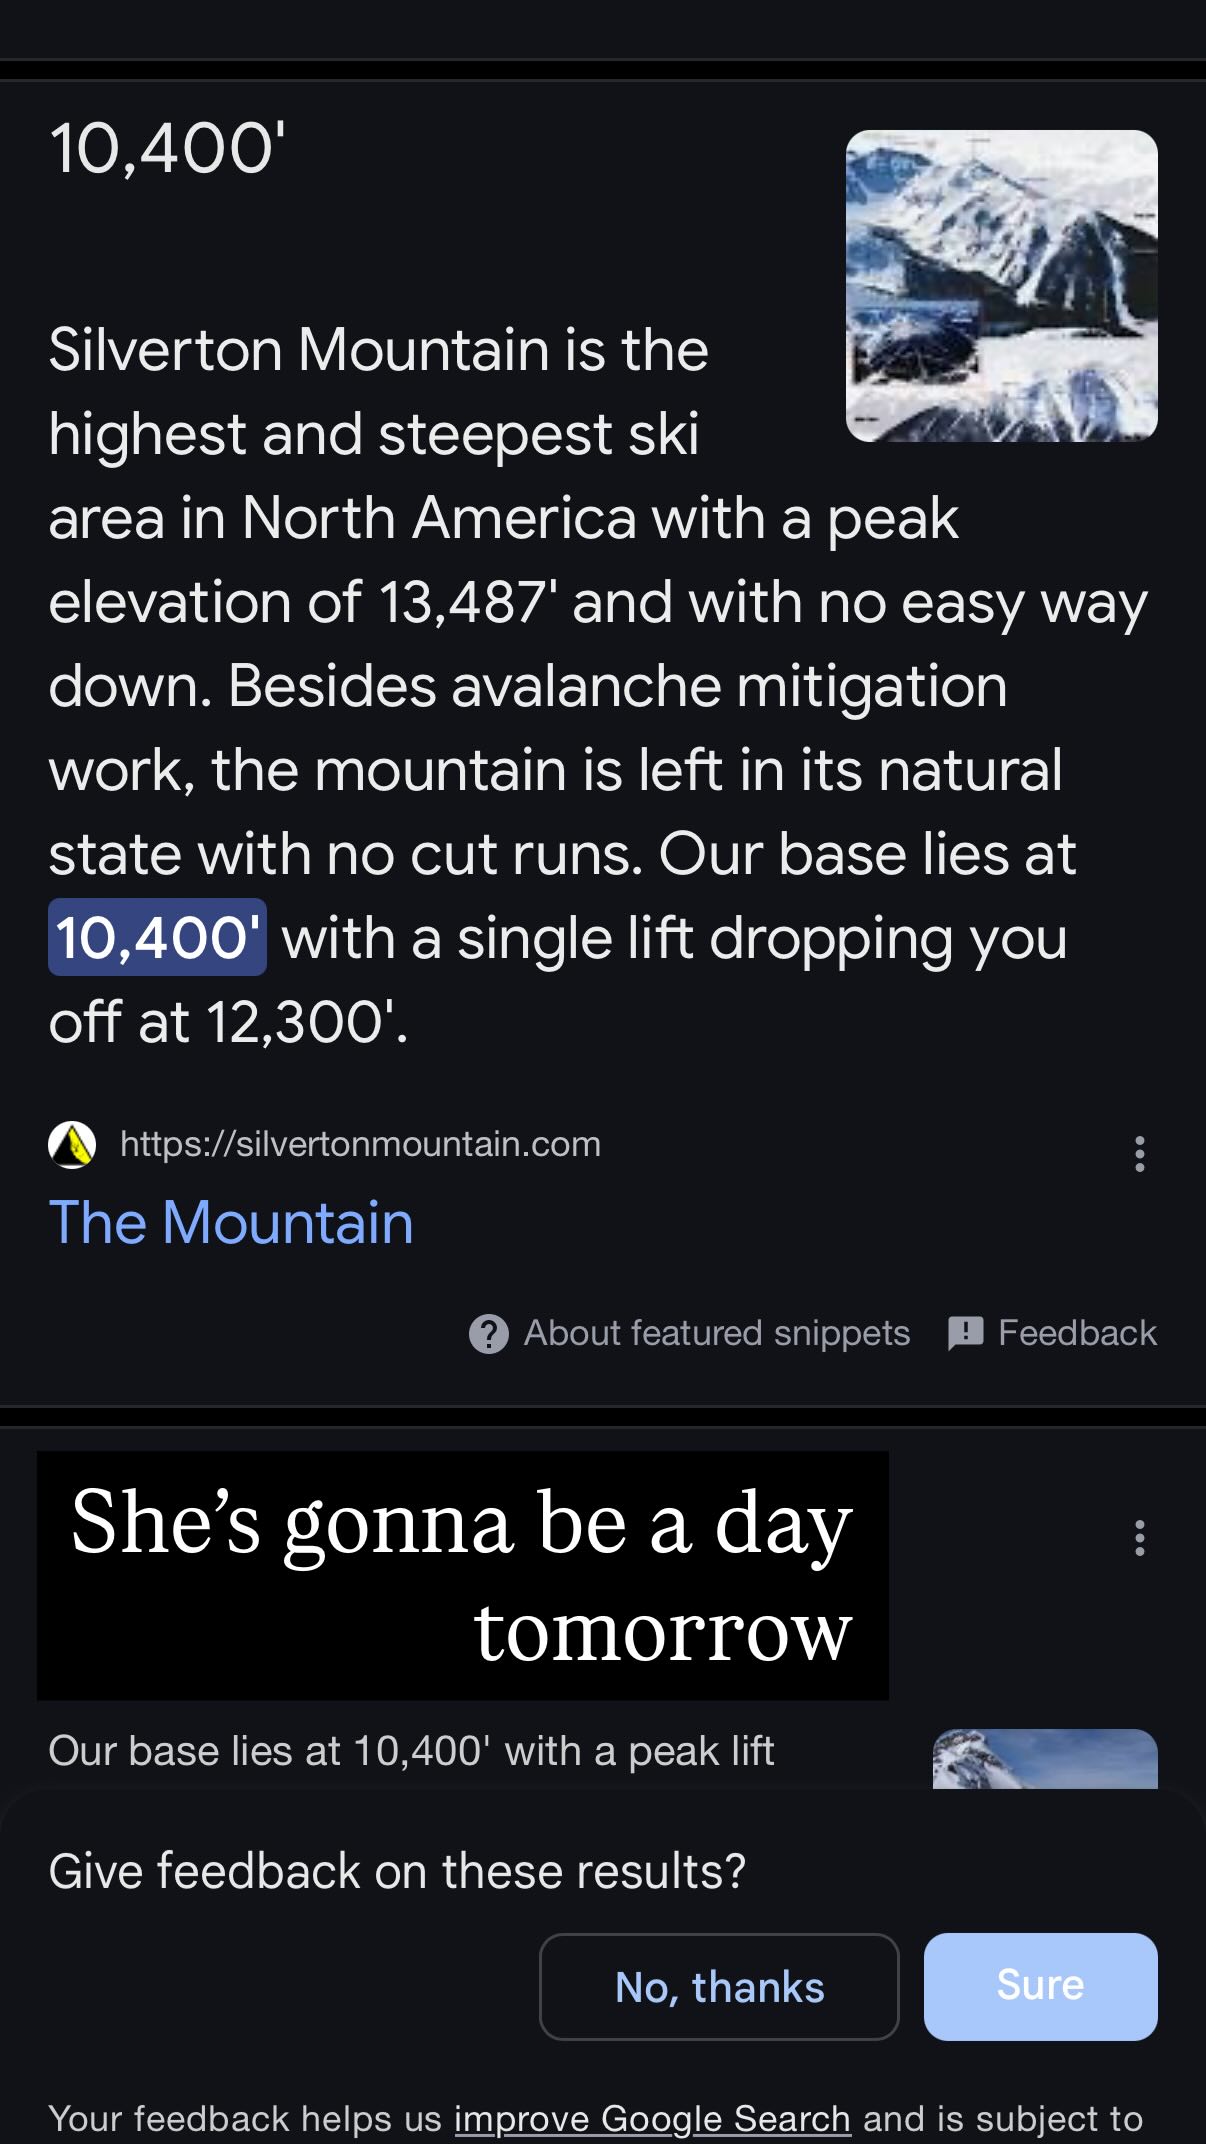 10,400'
Silverton Mountain is the
highest and steepest ski
area in North America with a peak
elevation of 13,487' and with no easy way
down. Besides avalanche mitigation
work, the mountain is left in its natural
state with no cut runs. Our base lies at
10,400' with a single lift dropping you
off at 12,300'.
https://silvertonmountain.com
The Mountain
About featured snippets
Feedback
She’s gonna be a day
tomorrow
Our base lies at 10,400' with a peak lift
Give feedback on these results?
No, thanks
Sure
Your feedback helps us improve Google Search and is subject to